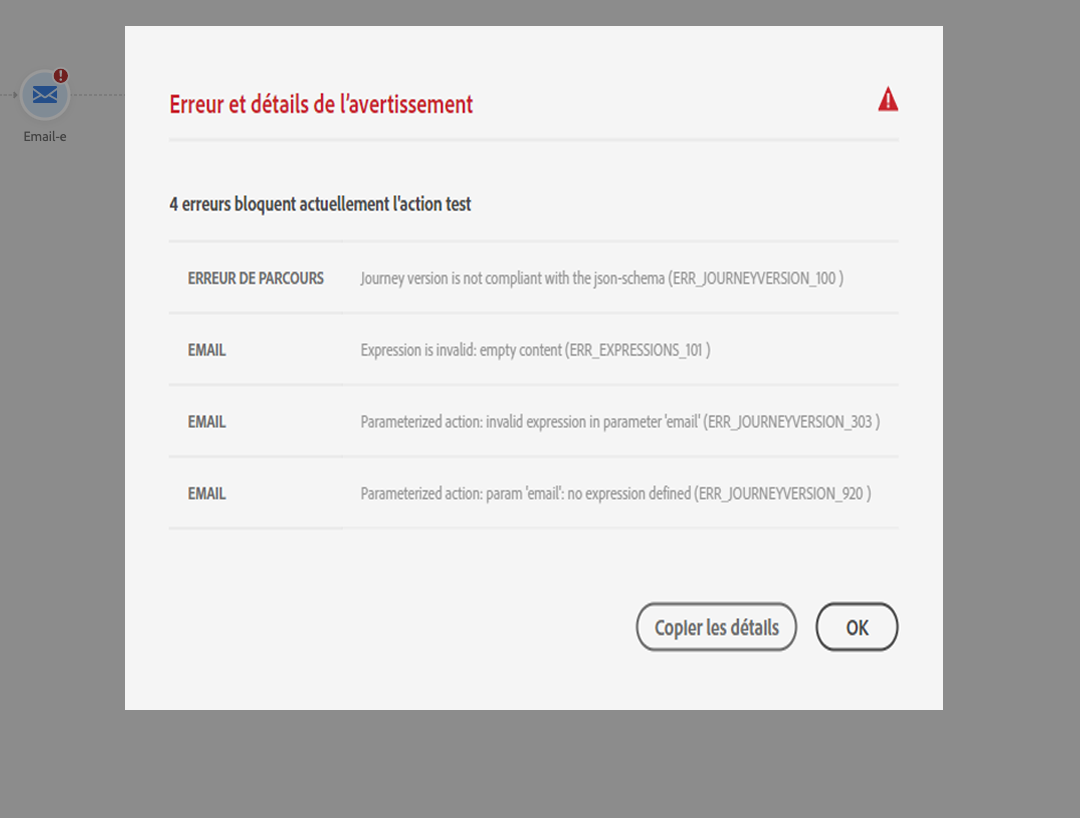 Email-e
Erreur et détails de l'avertissement
4 erreurs bloquent actuellement l'action test
ERREUR DE PARCOURS Journey version is not compliant with the json-schema (ERR_JOURNEYVERSION_100 )
EMAIL Expression is invalid: empty content (ERR_EXPRESSIONS_101 )
EMAIL Parameterized action: invalid expression in parameter 'email' (ERR_JOURNEYVERSION_303 )
EMAIL Parameterized action: param 'email': no expression defined (ERR_JOURNEYVERSION_920 )
Copier les détails OK